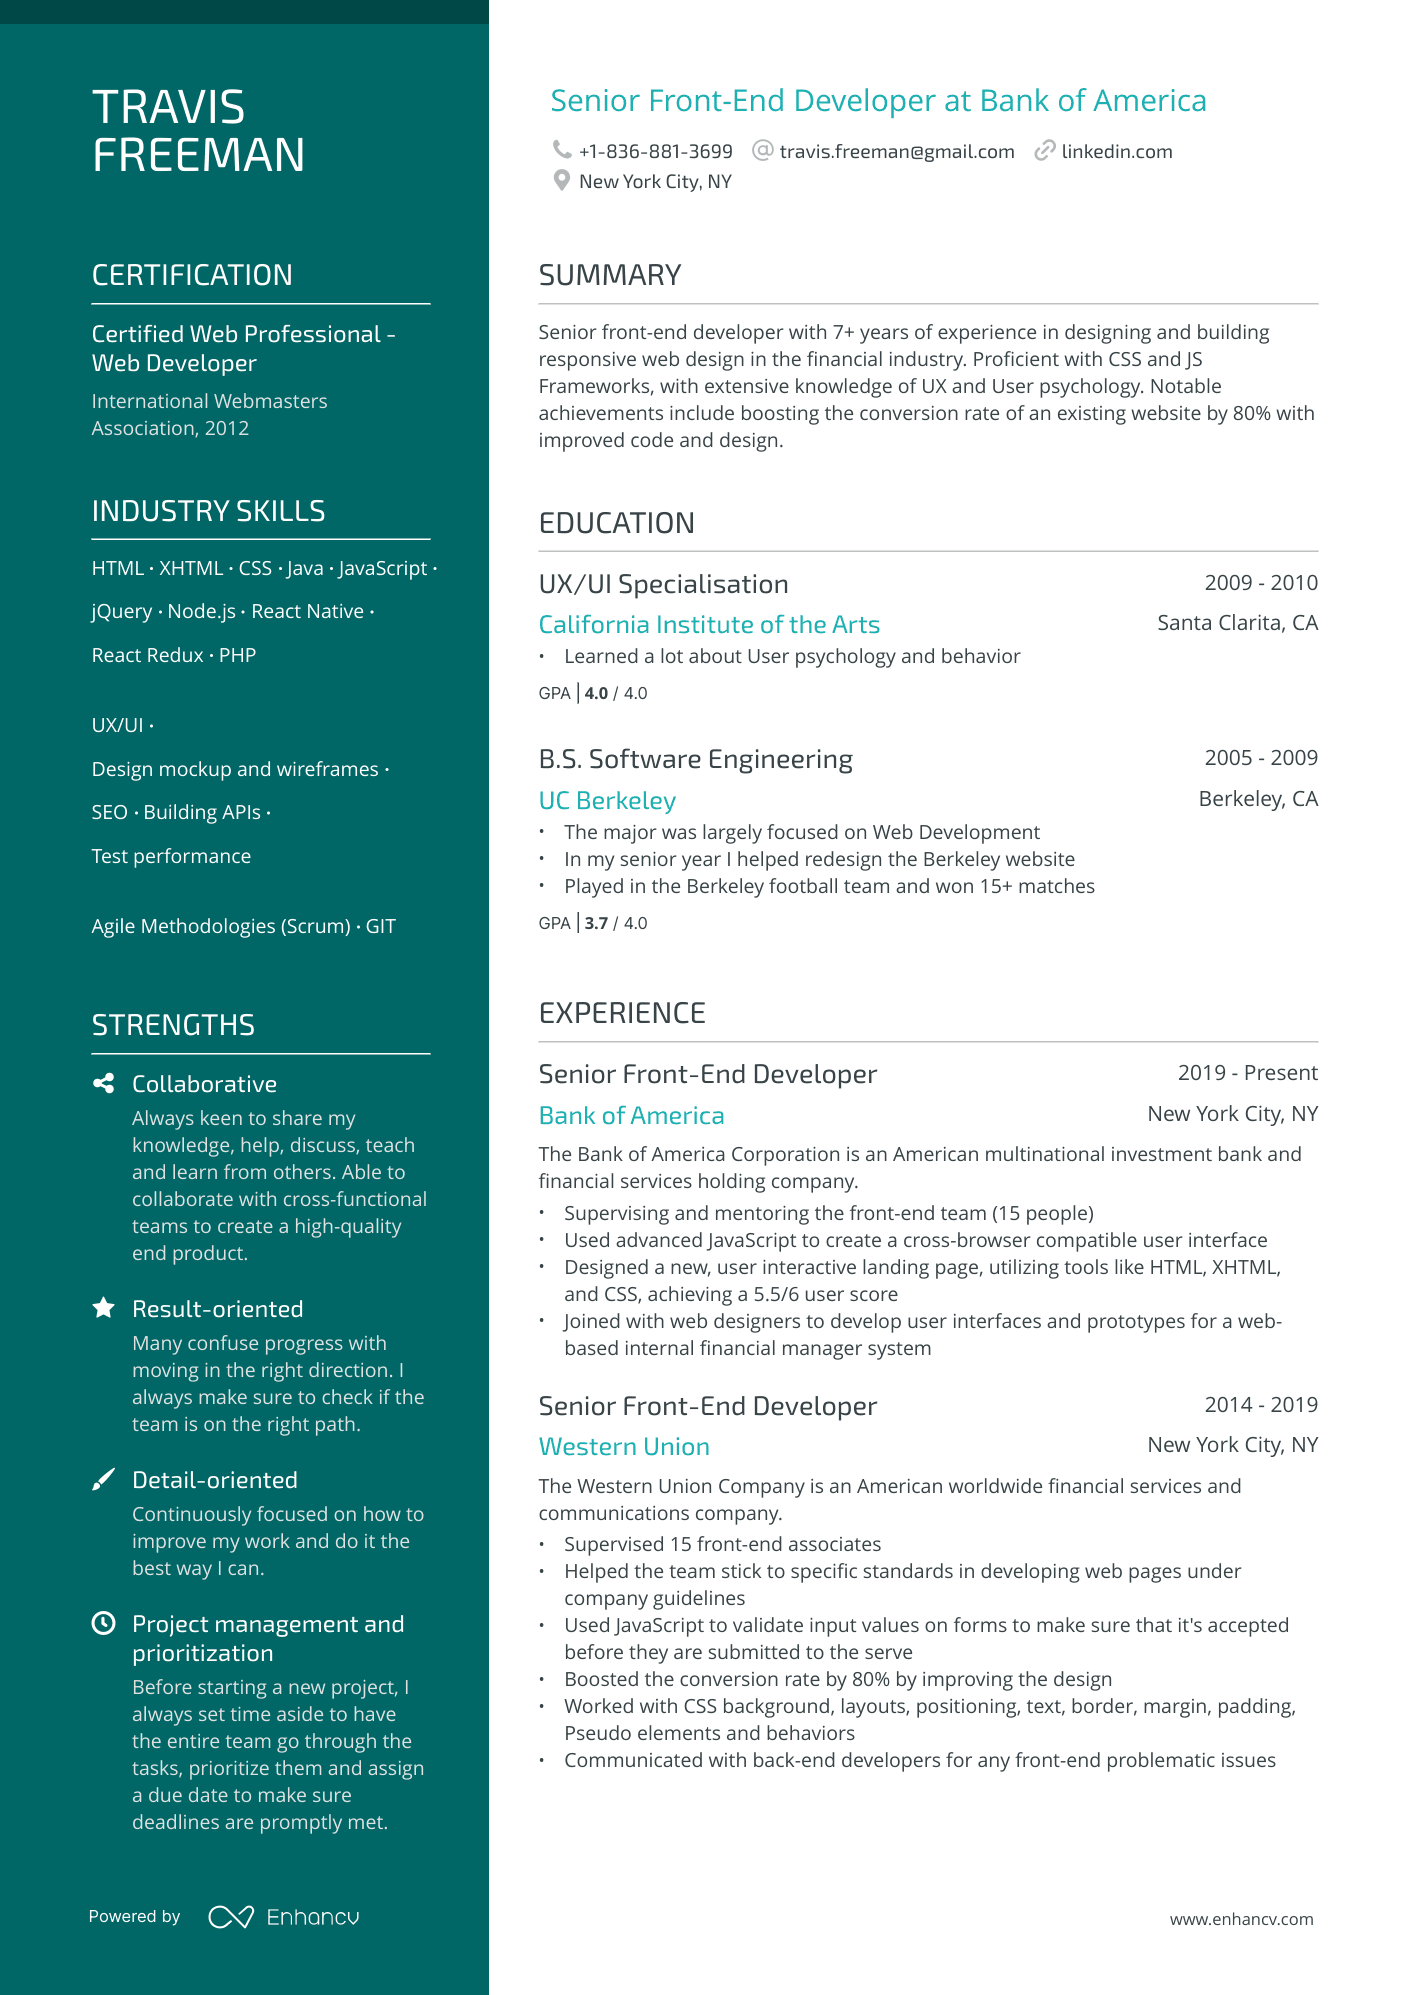 TRAVIS
FREEMAN
CERTIFICATION
Certified Web Professional -
Web Developer
International Webmasters
Association, 2012
INDUSTRY SKILLS
HTML · XHTML · CSS · Java · JavaScript ·
jQuery · Node.js · React Native ·
React Redux · PHP
UX/UI ·
Design mockup and wireframes ·
SEO · Building APIs ·
Test performance
Agile Methodologies (Scrum) · GIT
STRENGTHS
Collaborative
Always keen to share my
knowledge, help, discuss, teach
and learn from others. Able to
collaborate with cross-functional
teams to create a high-quality
end product.
Result-oriented
Many confuse progress with
moving in the right direction. I
always make sure to check if the
team is on the right path.
Detail-oriented
Continuously focused on how to
improve my work and do it the
best way I can.
Project management and
prioritization
Before starting a new project, I
always set time aside to have
the entire team go through the
tasks, prioritize them and assign
a due date to make sure
deadlines are promptly met.
Powered by Enhancv
Senior Front-End Developer at Bank of America
+1-836-881-3699 travis.freeman@gmail.com linkedin.com
New York City, NY
SUMMARY
Senior front-end developer with 7+ years of experience in designing and building
responsive web design in the financial industry. Proficient with CSS and JS
Frameworks, with extensive knowledge of UX and User psychology. Notable
achievements include boosting the conversion rate of an existing website by 80% with
improved code and design.
EDUCATION
UX/UI Specialisation 2009 - 2010
California Institute of the Arts Santa Clarita, CA
• Learned a lot about User psychology and behavior
GPA | 4.0 / 4.0
B.S. Software Engineering 2005 - 2009
UC Berkeley Berkeley, CA
• The major was largely focused on Web Development
• In my senior year I helped redesign the Berkeley website
• Played in the Berkeley football team and won 15+ matches
GPA | 3.7 / 4.0
EXPERIENCE
Senior Front-End Developer 2019 - Present
Bank of America New York City, NY
The Bank of America Corporation is an American multinational investment bank and
financial services holding company.
• Supervising and mentoring the front-end team (15 people)
• Used advanced JavaScript to create a cross-browser compatible user interface
• Designed a new, user interactive landing page, utilizing tools like HTML, XHTML,
and CSS, achieving a 5.5/6 user score
• Joined with web designers to develop user interfaces and prototypes for a web-
based internal financial manager system
Senior Front-End Developer 2014 - 2019
Western Union New York City, NY
The Western Union Company is an American worldwide financial services and
communications company.
• Supervised 15 front-end associates
• Helped the team stick to specific standards in developing web pages under
company guidelines
• Used JavaScript to validate input values on forms to make sure that it's accepted
before they are submitted to the serve
• Boosted the conversion rate by 80% by improving the design
• Worked with CSS background, layouts, positioning, text, border, margin, padding,
Pseudo elements and behaviors
• Communicated with back-end developers for any front-end problematic issues
www.enhancv.com